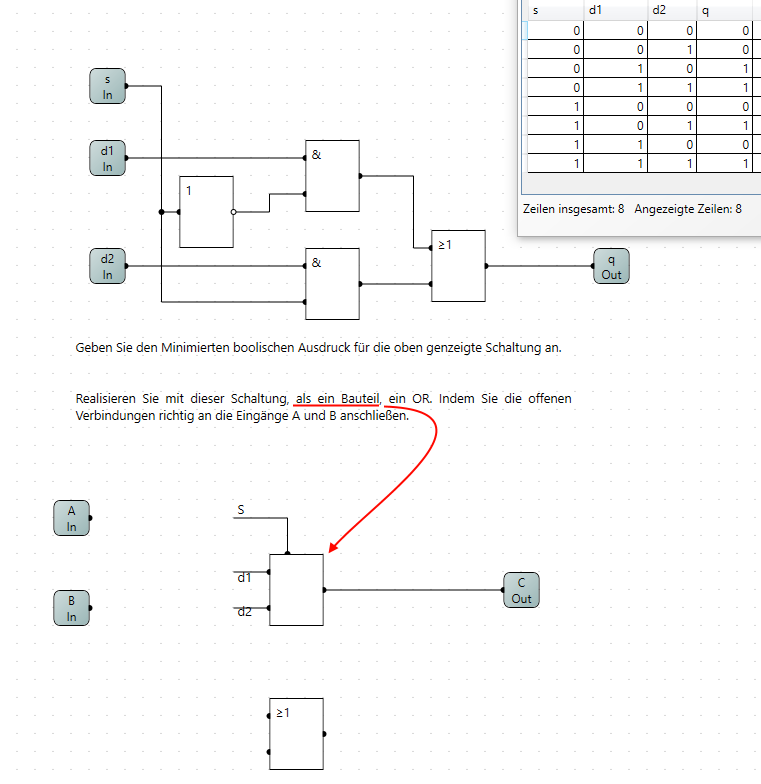 s d1 d2 q
0 0 0 0
0 0 1 0
0 1 0 1
0 1 1 1
1 0 0 0
1 0 1 1
1 1 0 0
1 1 1 1
Zeilen insgesamt: 8 Angezeigte Zeilen: 8
s
In
d1
In
&
1
d2
In
&
≥1
q
Out
Geben Sie den Minimierten boolischen Ausdruck für die oben genzeigte Schaltung an.
Realisieren Sie mit dieser Schaltung, als ein Bauteil, ein OR. Indem Sie die offenen
Verbindungen richtig an die Eingänge A und B anschließen.
A
In
S
d1
d2
B
In
C
Out
≥1